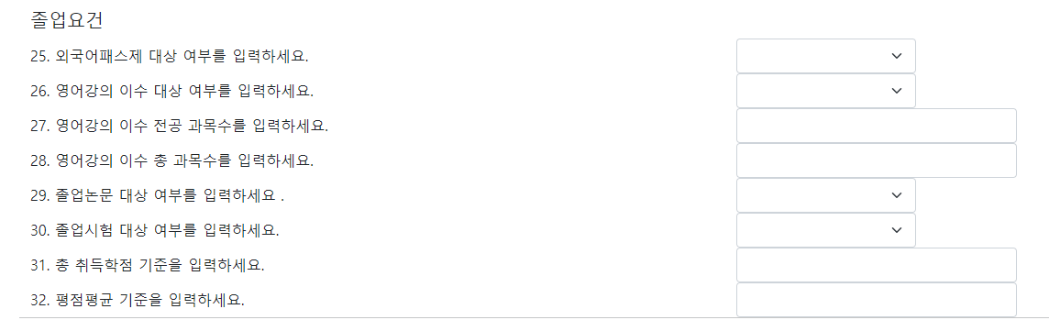 졸업요건
25. 외국어패스제 대상 여부를 입력하세요.
26. 영어강의 이수 대상 여부를 입력하세요.
27. 영어강의 이수 전공 과목수를 입력하세요.
28. 영어강의 이수 총 과목수를 입력하세요.
29. 졸업논문 대상 여부를 입력하세요 .
30. 졸업시험 대상 여부를 입력하세요.
31. 총 취득학점 기준을 입력하세요.
32. 평점평균 기준을 입력하세요.